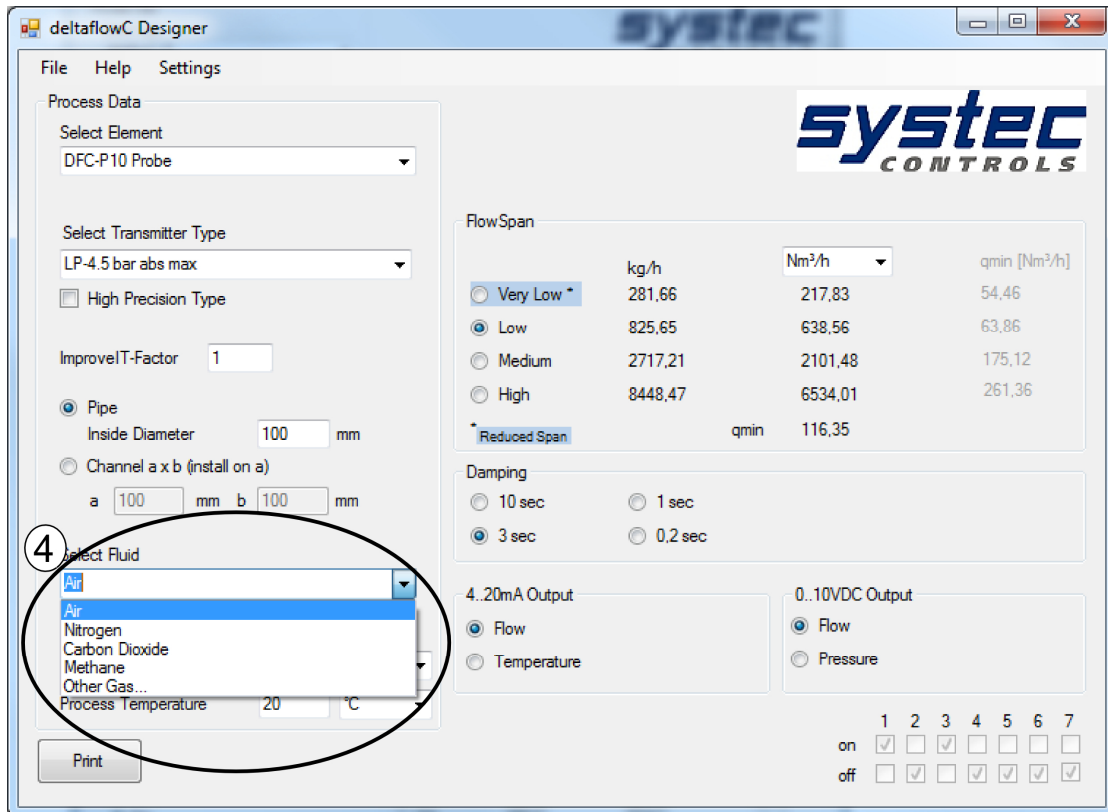 deltaflowC Designer
systec
File Help Settings
Process Data
Select Element
DFC-P10 Probe
Select Transmitter Type
LP-4.5 bar abs max
High Precision Type
ImproveIT-Factor 1
Pipe
Inside Diameter 100 mm
Channel a x b (install on a)
a 100 mm b 100 mm
4
Select Fluid
Air
Air
Nitrogen
Carbon Dioxide
Methane
Other Gas...
Process Temperature 20 °C
Print
systec
CONTROLS
FlowSpan
kg/h Nm³/h qmin [Nm³/h]
Very Low * 281,66 217,83 54,46
Low 825,65 638,56 63,86
Medium 2717,21 2101,48 175,12
High 8448,47 6534,01 261,36
* Reduced Span qmin 116,35
Damping
10 sec 1 sec
3 sec 0,2 sec
4..20mA Output
Flow
Temperature
0..10VDC Output
Flow
Pressure
1 2 3 4 5 6 7
on
off